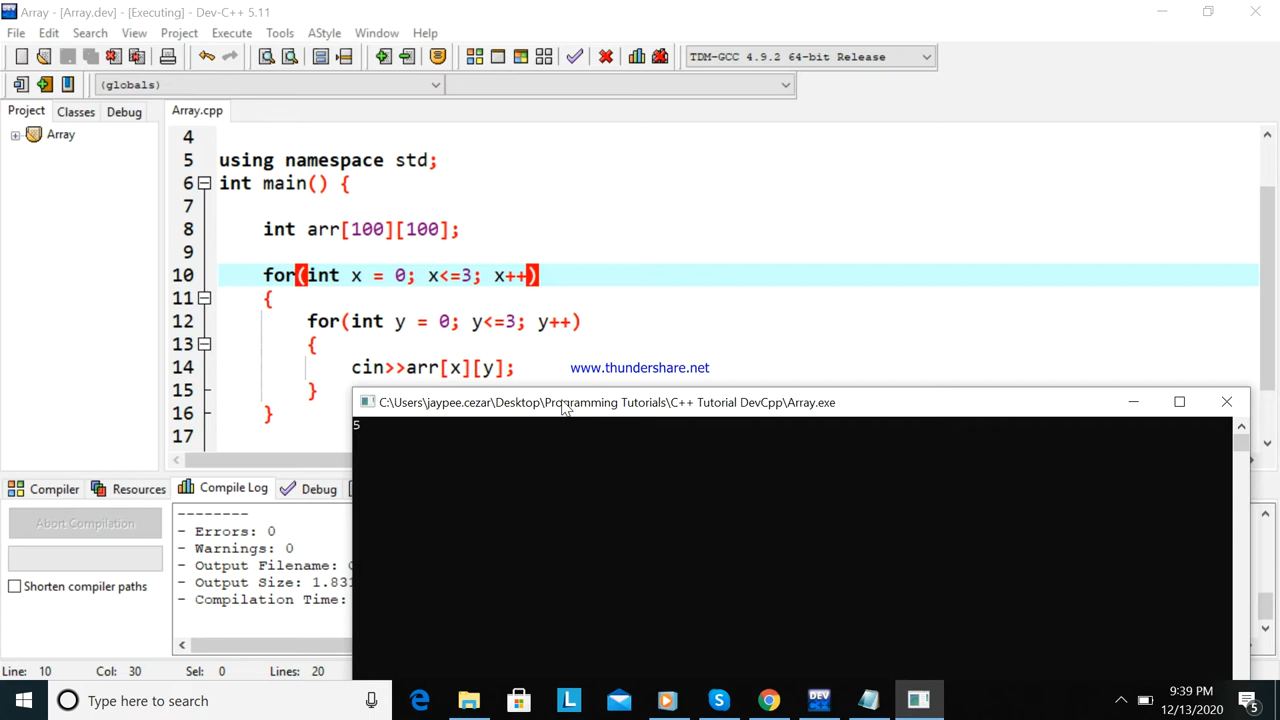 Array - [Array.dev] - [Executing] - Dev-C++ 5.11
File Edit Search View Project Execute Tools AStyle Window Help
TDM-GCC 4.9.2 64-bit Release
(globals)
Project Classes Debug
Array.cpp
Array
4
5 using namespace std;
6 int main() {
7
8 int arr[100][100];
9
10 for(int x = 0; x<=3; x++)
11 {
12 for(int y = 0; y<=3; y++)
13 {
14 cin>>arr[x][y];
www.thundershare.net
15 }
16 }
17
C:\Users\jaypee.cezar\Desktop\Programming Tutorials\C++ Tutorial DevCpp\Array.exe
5
Compiler Resources Compile Log Debug
Abort Compilation
Shorten compiler paths
--------
- Errors: 0
- Warnings: 0
- Output Filename:
- Output Size: 1.831
- Compilation Time:
Line: 10 Col: 30 Sel: 0 Lines: 20
Type here to search
DEV
L
S
9:39 PM
12/13/2020
5